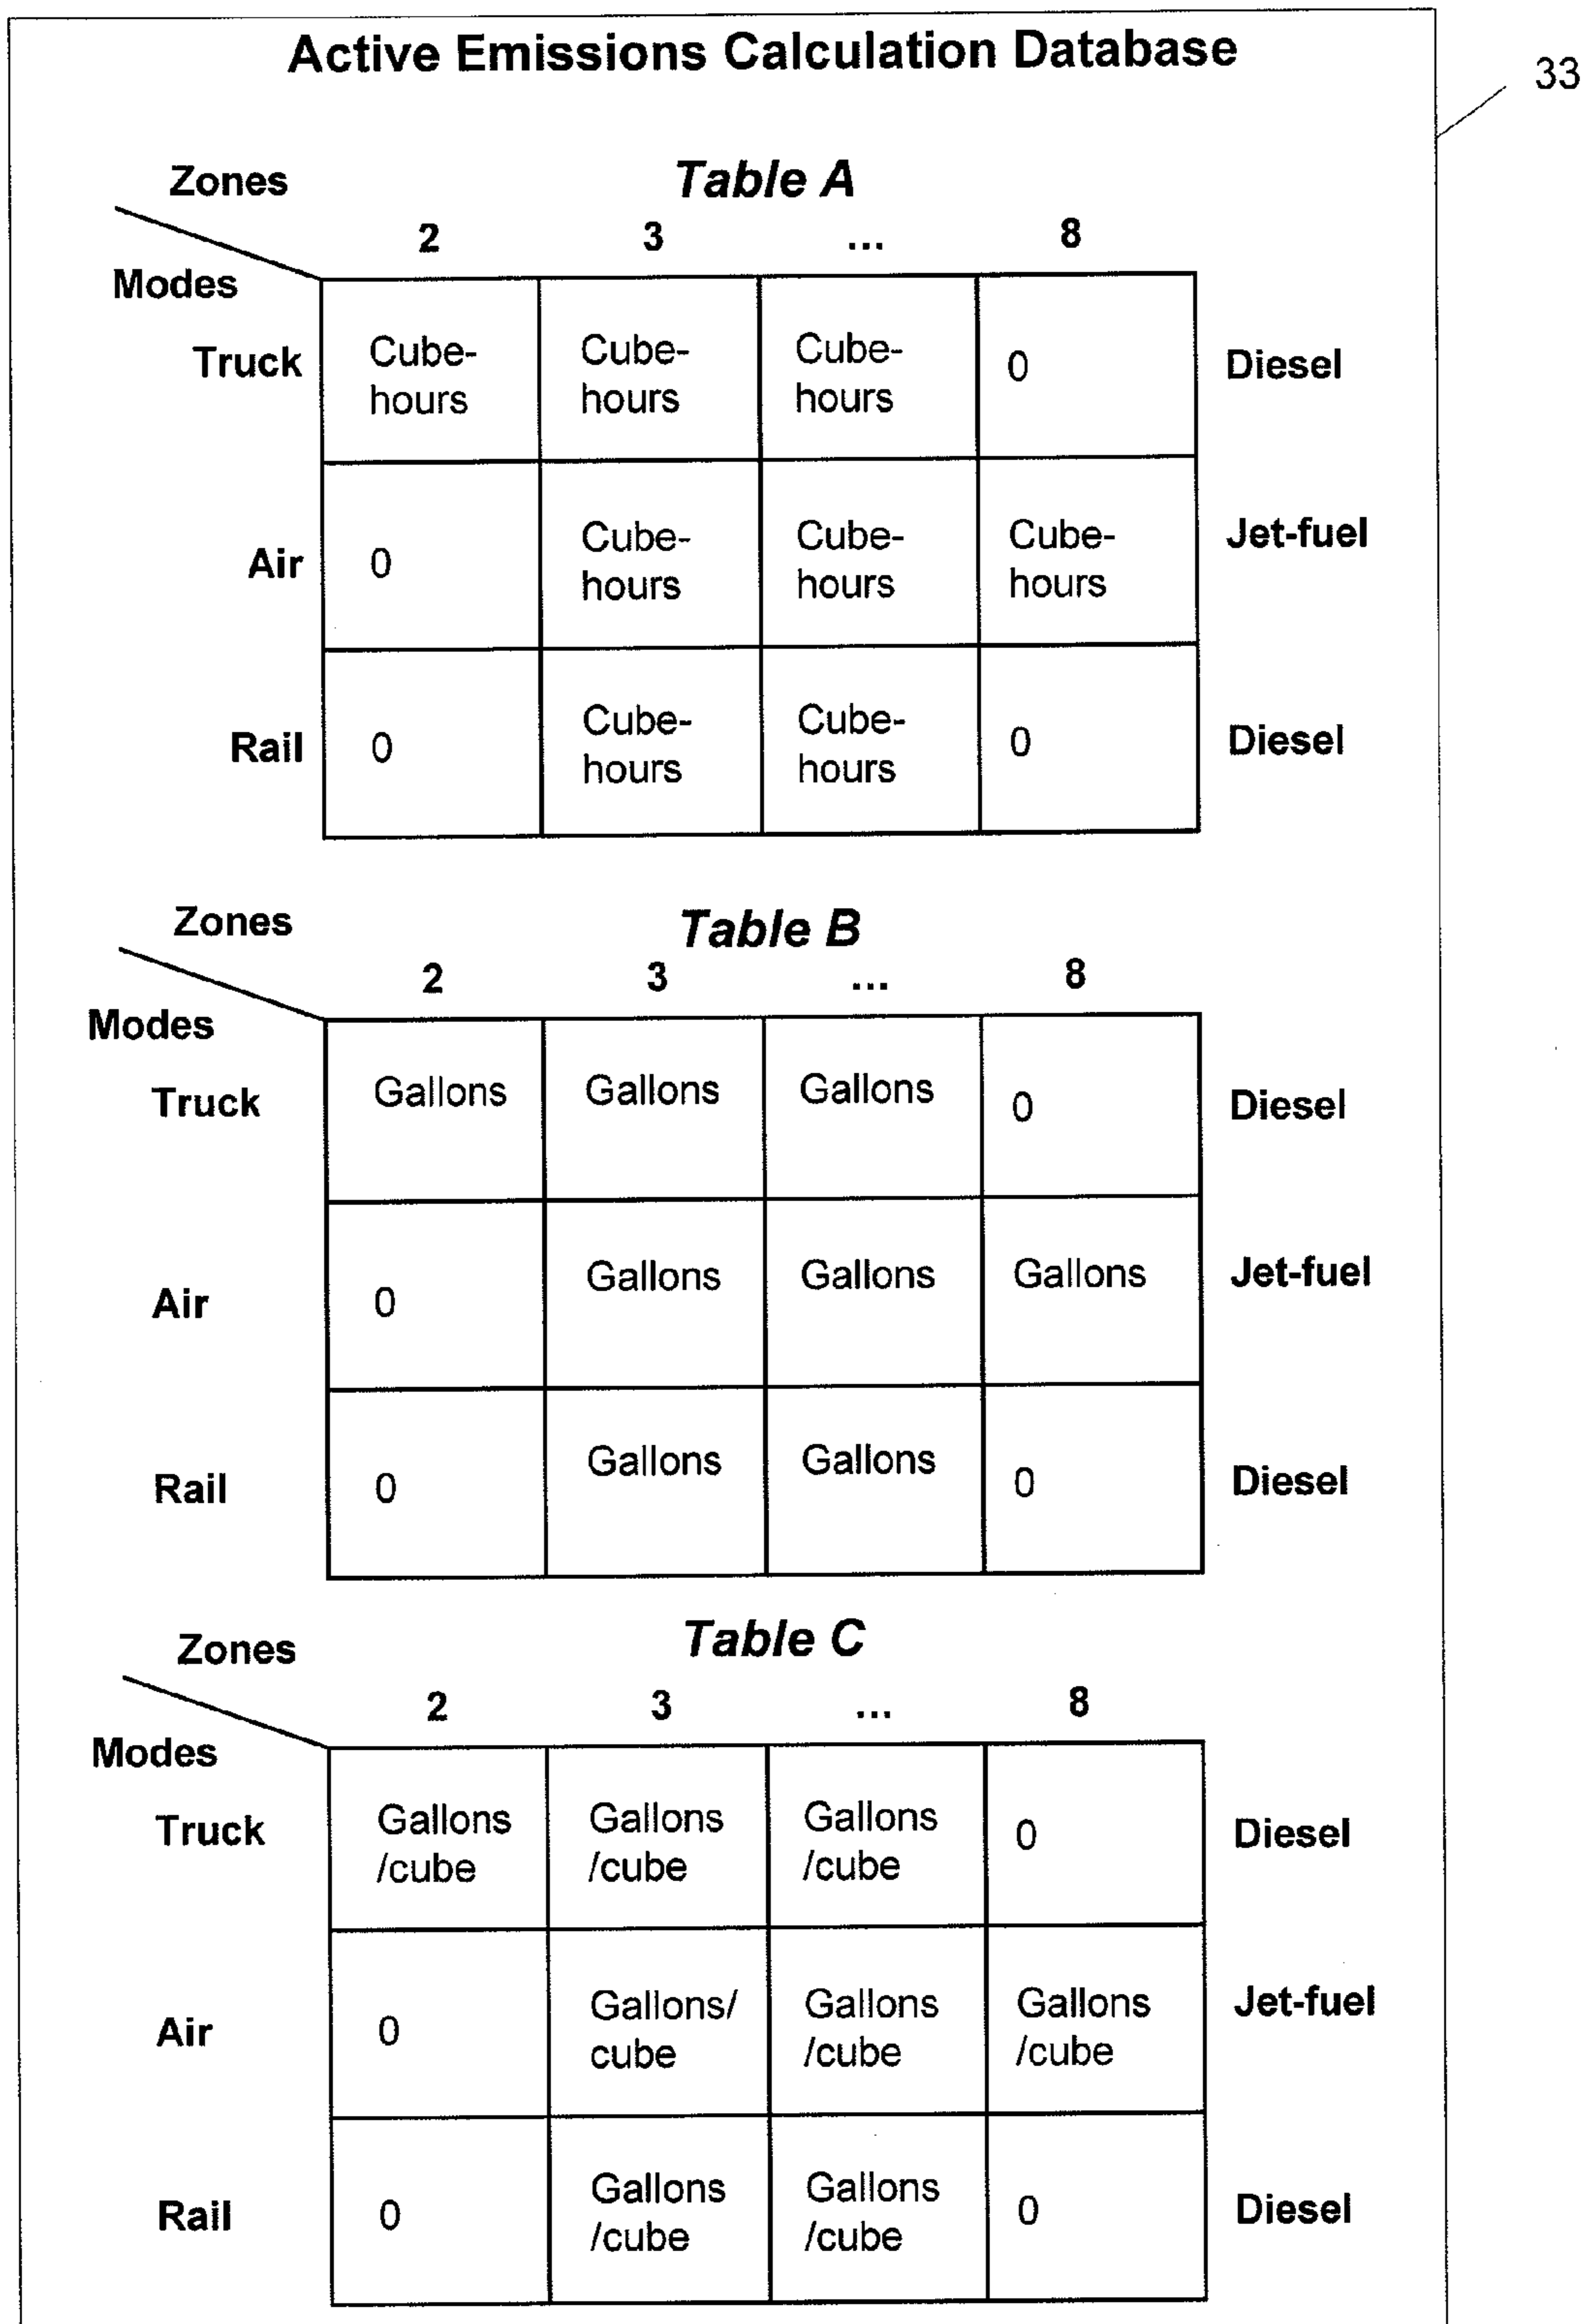 Active Emissions Calculation Database
33
Zones
Table A
2 3 ... 8
Modes
Truck Cube-hours Cube-hours Cube-hours 0 Diesel
Air 0 Cube-hours Cube-hours Cube-hours Jet-fuel
Rail 0 Cube-hours Cube-hours 0 Diesel
Zones
Table B
2 3 ... 8
Modes
Truck Gallons Gallons Gallons 0 Diesel
Air 0 Gallons Gallons Gallons Jet-fuel
Rail 0 Gallons Gallons 0 Diesel
Zones
Table C
2 3 ... 8
Modes
Truck Gallons /cube Gallons /cube Gallons /cube 0 Diesel
Air 0 Gallons/ cube Gallons /cube Gallons /cube Jet-fuel
Rail 0 Gallons /cube Gallons /cube 0 Diesel